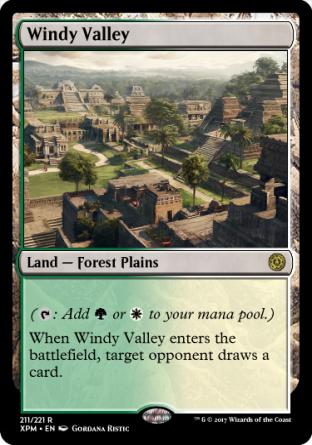 Windy Valley
Land — Forest Plains
(: Add or to your mana pool.)
When Windy Valley enters the
battlefield, target opponent draws a
card.
211/221 R
XPM • EN GORDANA RISTIC
™ & © 2017 Wizards of the Coast